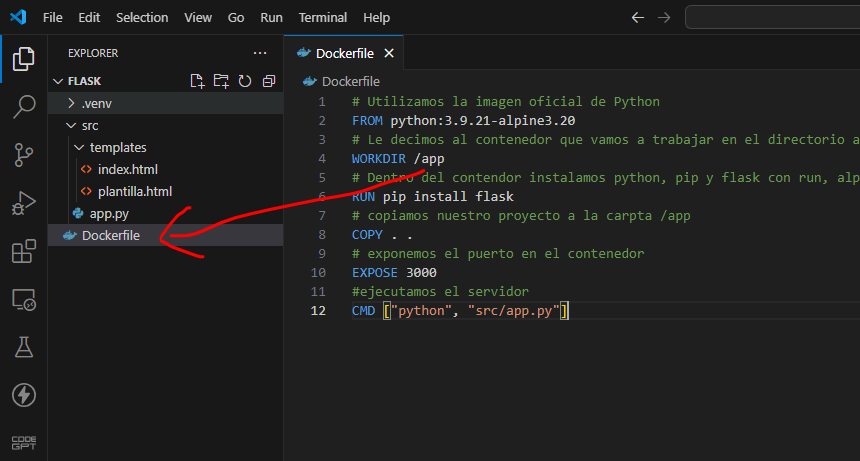 File Edit Selection View Go Run Terminal Help
EXPLORER
FLASK
.venv
src
templates
index.html
plantilla.html
app.py
Dockerfile
Dockerfile
Dockerfile
1 # Utilizamos la imagen oficial de Python
2 FROM python:3.9.21-alpine3.20
3 # Le decimos al contenedor que vamos a trabajar en el directorio a
4 WORKDIR /app
5 # Dentro del contendor instalamos python, pip y flask con run, alp
6 RUN pip install flask
7 # copiamos nuestro proyecto a la carpta /app
8 COPY . .
9 # exponemos el puerto en el contenedor
10 EXPOSE 3000
11 #ejecutamos el servidor
12 CMD ["python", "src/app.py"]
CODE
GPT